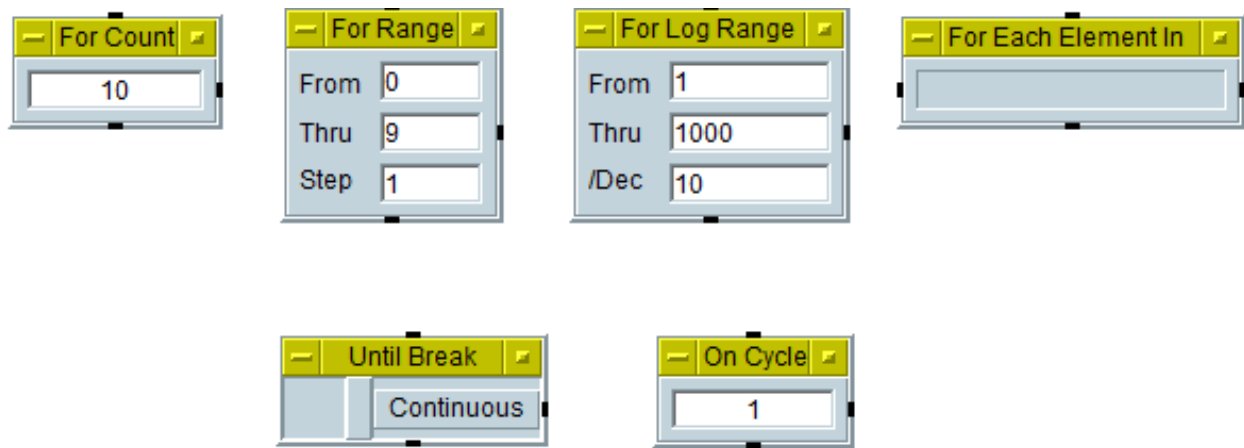 For Count
10
For Range
From 0
Thru 9
Step 1
For Log Range
From 1
Thru 1000
/Dec 10
For Each Element In
Until Break
Continuous
On Cycle
1